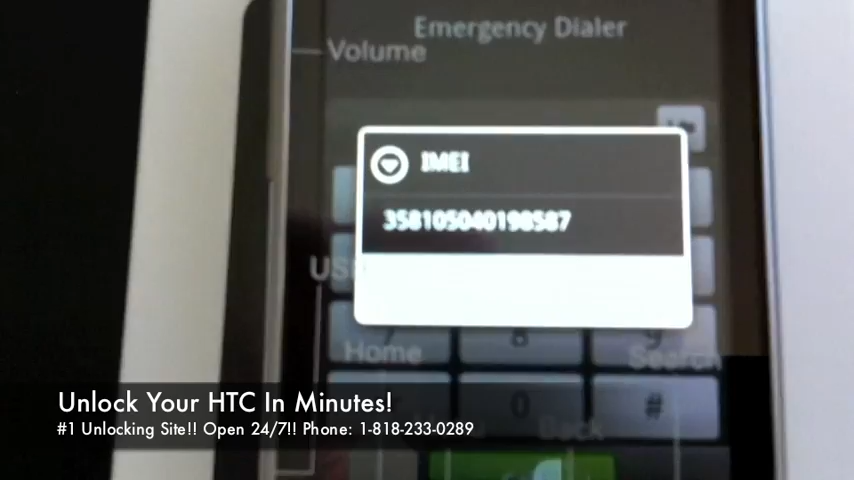 Emergency Dialer
Volume
IMEI
358105040198587
8
9
Home
Search
0
#
Back
Unlock Your HTC In Minutes!
#1 Unlocking Site!! Open 24/7!! Phone: 1-818-233-0289